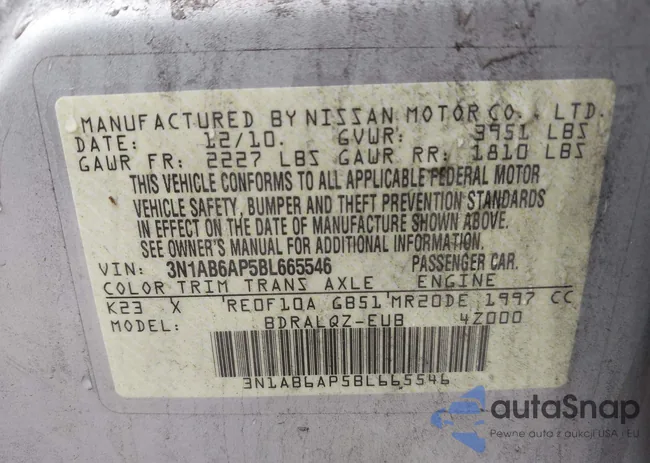 MANUFACTURED BY NISSAN MOTOR CO., LTD.
DATE: 12/10. GVWR: 3951 LBS
GAWR FR: 2227 LBS GAWR RR: 1810 LBS
THIS VEHICLE CONFORMS TO ALL APPLICABLE FEDERAL MOTOR
VEHICLE SAFETY, BUMPER AND THEFT PREVENTION STANDARDS
IN EFFECT ON THE DATE OF MANUFACTURE SHOWN ABOVE.
SEE OWNER'S MANUAL FOR ADDITIONAL INFORMATION.
VIN: 3N1AB6AP5BL665546 PASSENGER CAR.
COLOR TRIM TRANS AXLE ENGINE
K23 X RE0F10A GB51 MR20DE 1997 CC
MODEL: BDRALQZ-EUB 4Z000
3N1AB6AP5BL665546
autaSnap
Pewne auta z aukcji USA i EU